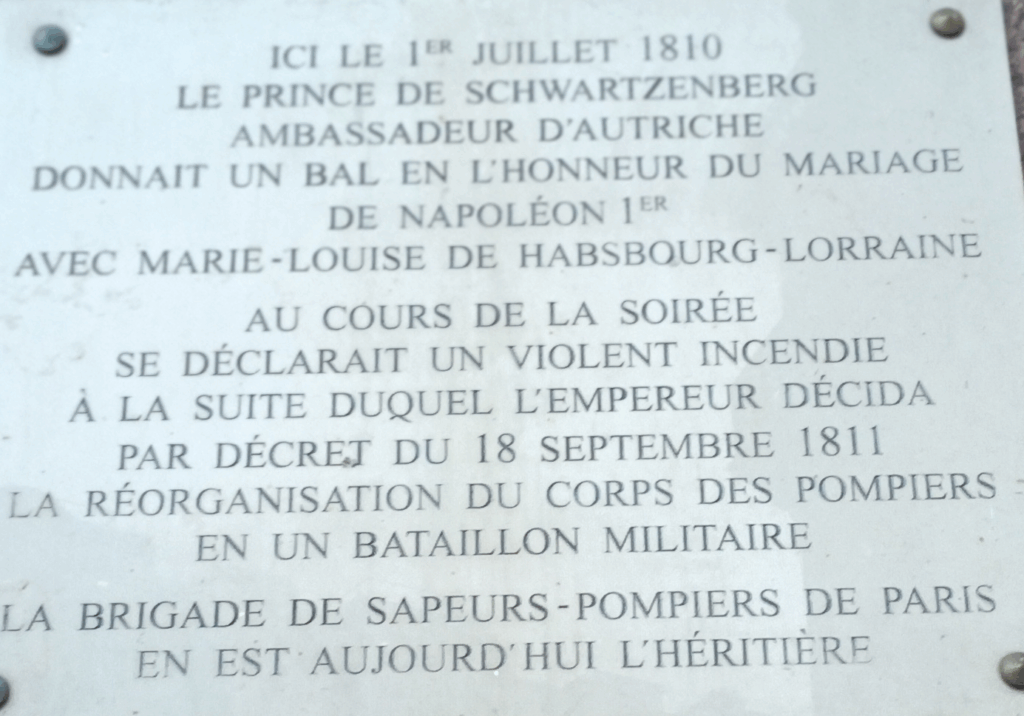 ICI LE 1ER JUILLET 1810
LE PRINCE DE SCHWARTZENBERG
AMBASSADEUR D'AUTRICHE
DONNAIT UN BAL EN L'HONNEUR DU MARIAGE
DE NAPOLÉON 1ER
AVEC MARIE-LOUISE DE HABSBOURG-LORRAINE
AU COURS DE LA SOIRÉE
SE DÉCLARAIT UN VIOLENT INCENDIE
À LA SUITE DUQUEL L'EMPEREUR DÉCIDA
PAR DÉCRET DU 18 SEPTEMBRE 1811
LA RÉORGANISATION DU CORPS DES POMPIERS
EN UN BATAILLON MILITAIRE
LA BRIGADE DE SAPEURS-POMPIERS DE PARIS
EN EST AUJOURD'HUI L'HÉRITIÈRE